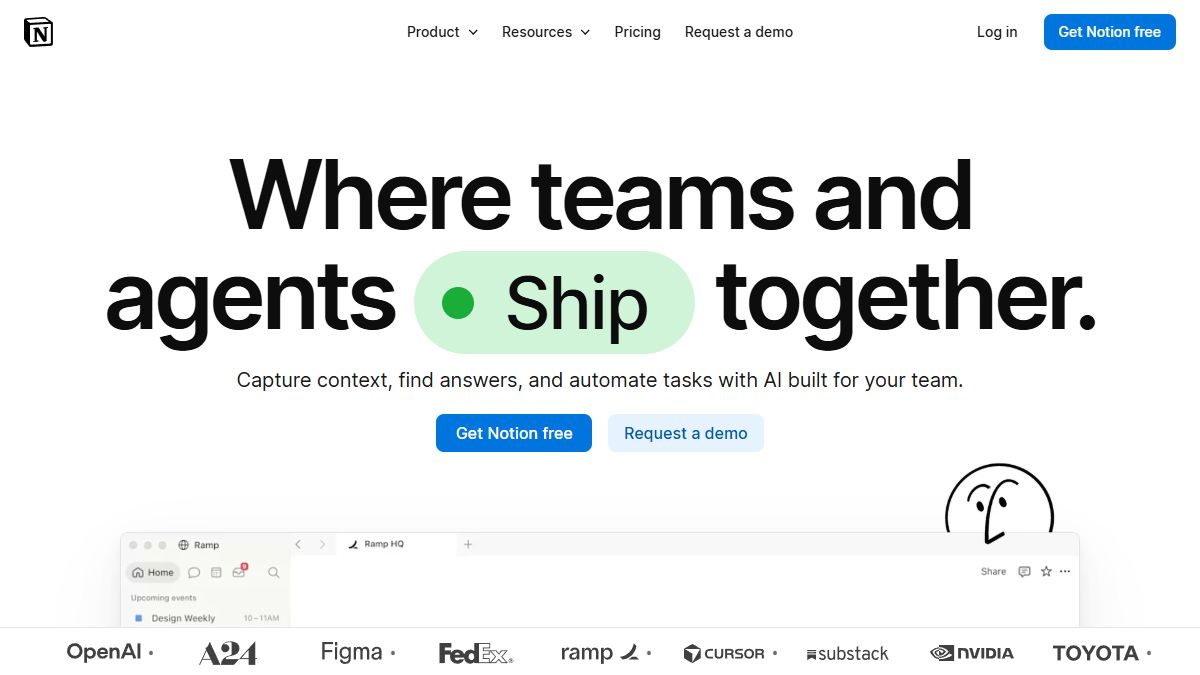 N
Product
Resources
Pricing
Request a demo
Log in
Get Notion free
Where teams and
agents Ship together.
Capture context, find answers, and automate tasks with AI built for your team.
Get Notion free
Request a demo
Ramp
Ramp HQ
Home
Share
Upcoming events
Design Weekly
10–11AM
OpenAI
A24
Figma
FedEx®
ramp
CURSOR
substack
NVIDIA
TOYOTA